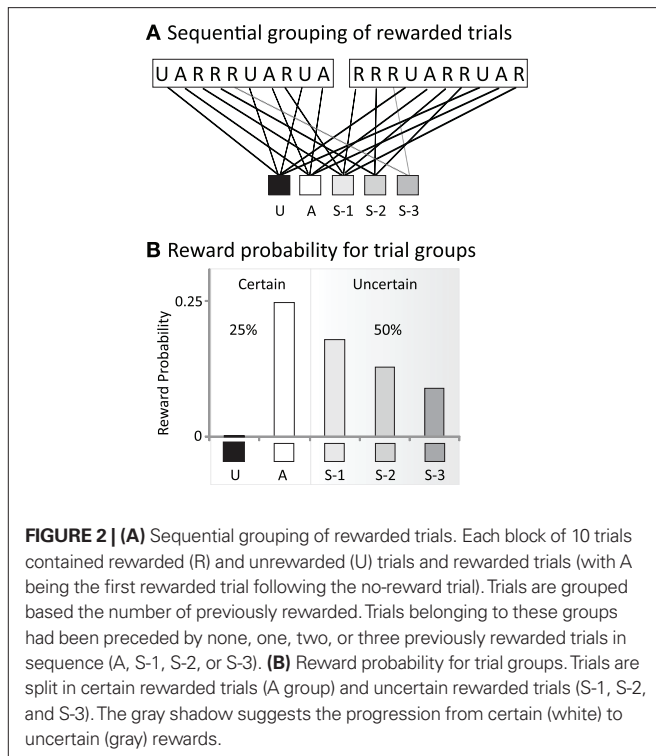 A Sequential grouping of rewarded trials
U A R R R U A R U A R R R U A R R U A R
U A S-1 S-2 S-3
B Reward probability for trial groups
Certain Uncertain
0.25
25% 50%
Reward Probability
0
U A S-1 S-2 S-3
FIGURE 2 | (A) Sequential grouping of rewarded trials. Each block of 10 trials
contained rewarded (R) and unrewarded (U) trials and rewarded trials (with A
being the first rewarded trial following the no-reward trial). Trials are grouped
based the number of previously rewarded. Trials belonging to these groups
had been preceded by none, one, two, or three previously rewarded trials in
sequence (A, S-1, S-2, or S-3). (B) Reward probability for trial groups. Trials are
split in certain rewarded trials (A group) and uncertain rewarded trials (S-1, S-2,
and S-3). The gray shadow suggests the progression from certain (white) to
uncertain (gray) rewards.